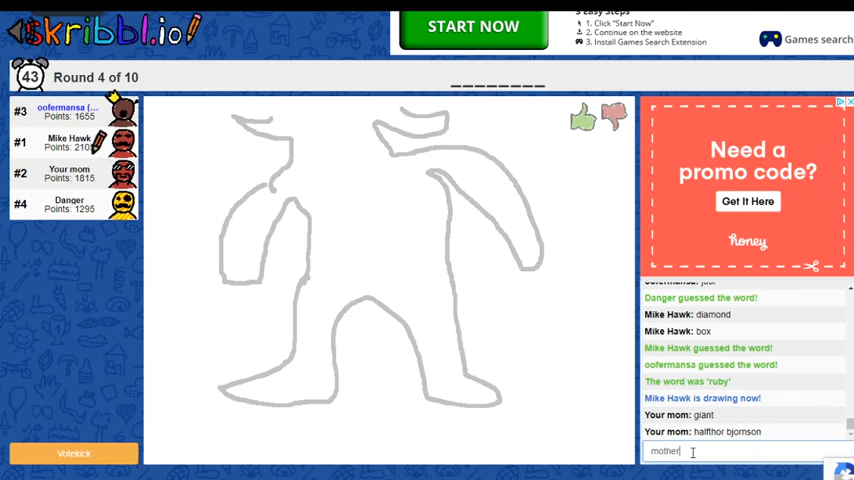 skribbl.io
START NOW
3 Easy Steps
1. Click "Start Now"
2. Continue on the website
3. Install Games Search Extension
Games search
43 Round 4 of 10
________
#3 oofermansa (...
Points: 1655
#1 Mike Hawk
Points: 2105
#2 Your mom
Points: 1815
#4 Danger
Points: 1295
Need a
promo code?
Get It Here
honey
Danger guessed the word!
Mike Hawk: diamond
Mike Hawk: box
Mike Hawk guessed the word!
oofermansa guessed the word!
The word was 'ruby'
Mike Hawk is drawing now!
Your mom: giant
Your mom: halfthor bjornson
mother
Votekick